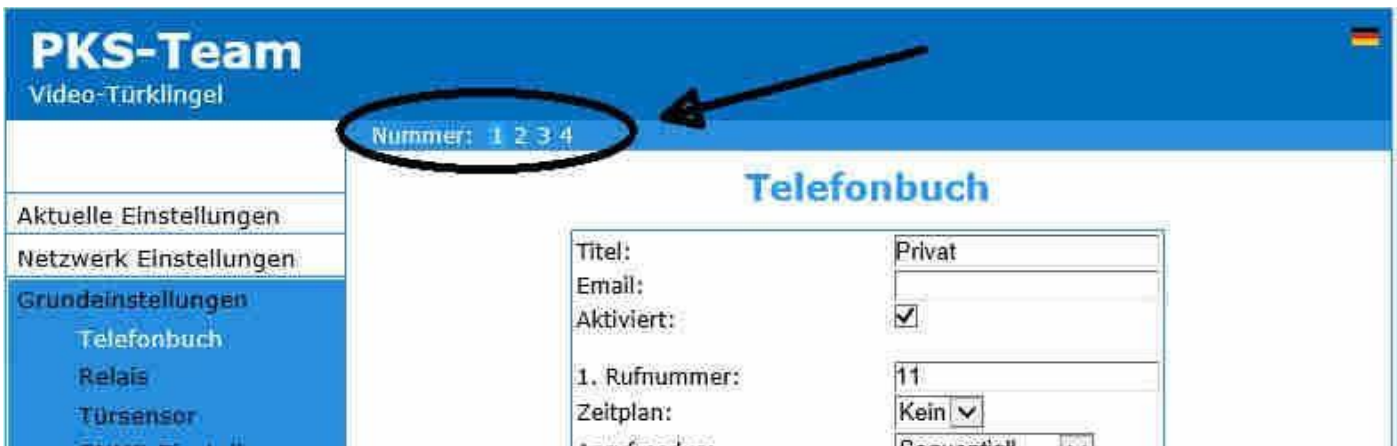 PKS-Team
Video-Türklingel
Nummer: 1 2 3 4
Aktuelle Einstellungen
Netzwerk Einstellungen
Grundeinstellungen
Telefonbuch
Relais
Türsensor
Telefonbuch
Titel: Privat
Email:
Aktiviert:
1. Rufnummer: 11
Zeitplan: Kein